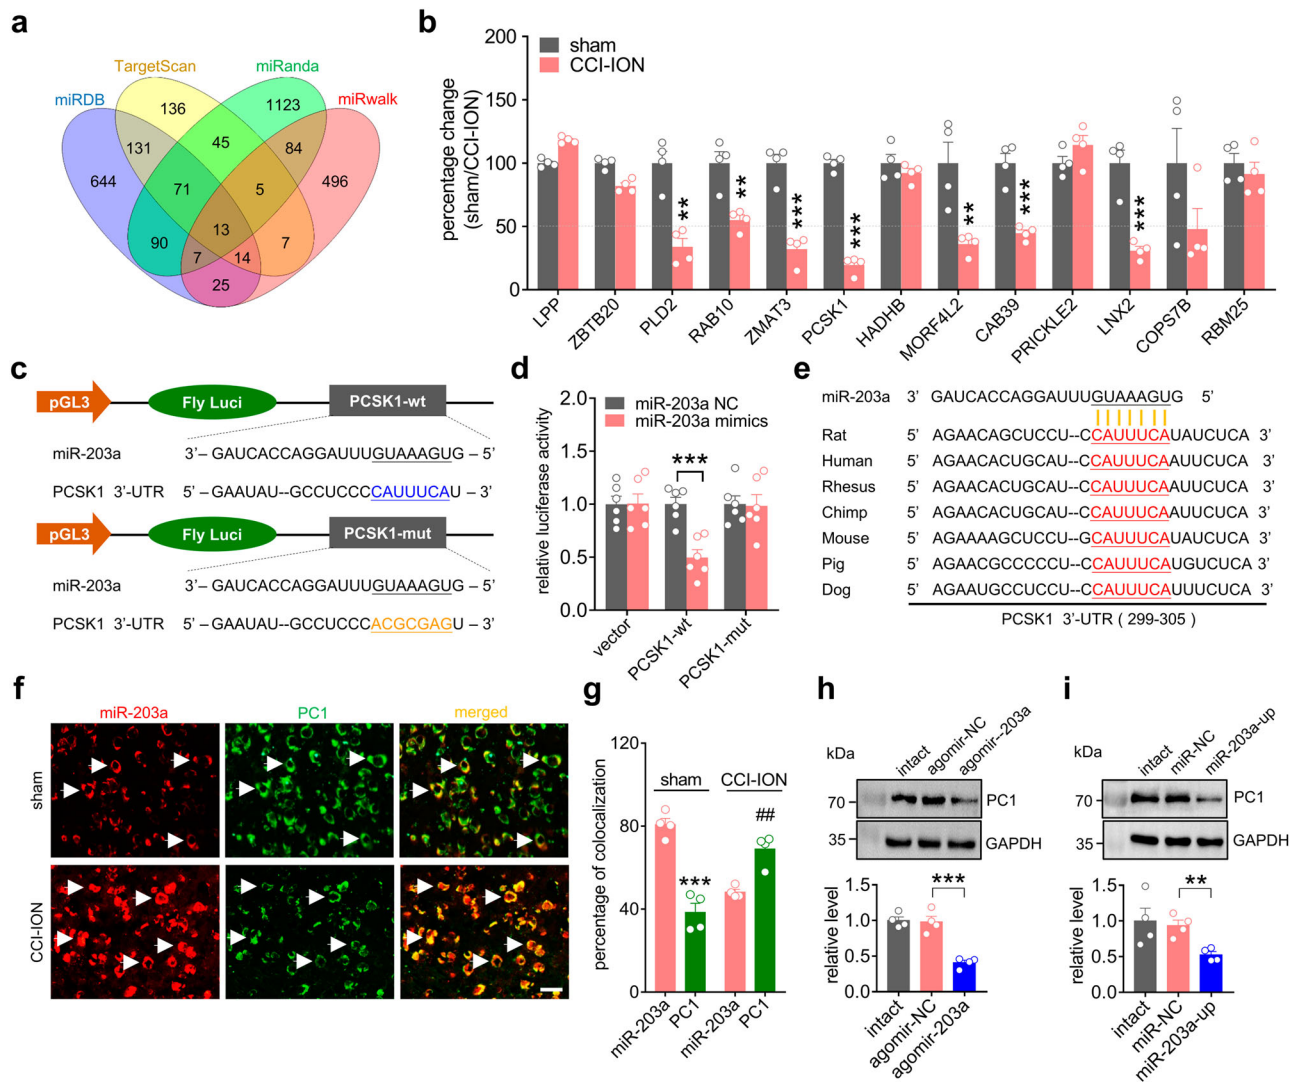 a
TargetScan
miRanda
miRDB
miRwalk
136
1123
131
45
84
644
71
5
496
13
90
7
14
7
25
b
200
150
100
50
0
percentage change
(sham/CCI-ION)
sham
CCI-ION
**
**
***
***
**
***
***
LPP
ZBTB20
PLD2
RAB10
ZMAT3
PCSK1
HADHB
MORF4L2
CAB39
PRICKLE2
LNX2
COPS7B
RBM25
c
pGL3
Fly Luci
PCSK1-wt
miR-203a 3'– GAUCACCAGGAUUUGUAAAGUG – 5'
PCSK1 3'-UTR 5' – GAAUAU--GCCUCCCCAUUUCAU – 3'
pGL3
Fly Luci
PCSK1-mut
miR-203a 3'– GAUCACCAGGAUUUGUAAAGUG – 5'
PCSK1 3'-UTR 5' – GAAUAU--GCCUCCCACGCGAGU – 3'
d
2.0
1.5
1.0
0.5
0.0
relative luciferase activity
miR-203a NC
miR-203a mimics
***
vector
PCSK1-wt
PCSK1-mut
e
miR-203a 3' GAUCACCAGGAUUUGUAAAGUG 5'
Rat 5' AGAACAGCUCCU--CCAUUUCAUAUCUCA 3'
Human 5' AGAACACUGCAU--CCAUUUCAAUUCUCA 3'
Rhesus 5' AGAACACUGCAU--CCAUUUCAAUUCUCA 3'
Chimp 5' AGAACACUGCAU--CCAUUUCAAUUCUCA 3'
Mouse 5' AGAAAAGCUCCU--GCAUUUCAUAUCUCA 3'
Pig 5' AGAACGCCCCCU--CCAUUUCAUGUCUCA 3'
Dog 5' AGAAUGCCUCCU--CCAUUUCAUUUCUCA 3'
PCSK1 3'-UTR ( 299-305 )
f
miR-203a
PC1
merged
sham
CCI-ION
g
120
80
40
0
percentage of colocalization
sham
CCI-ION
***
##
miR-203a
PC1
miR-203a
PC1
h
kDa
intact
agomir-NC
agomir--203a
70
PC1
35
GAPDH
1.5
1.0
0.5
0.0
relative level
***
intact
agomir-NC
agomir-203a
i
kDa
intact
miR-NC
miR-203a-up
70
PC1
35
GAPDH
1.5
1.0
0.5
0.0
relative level
**
intact
miR-NC
miR-203a-up